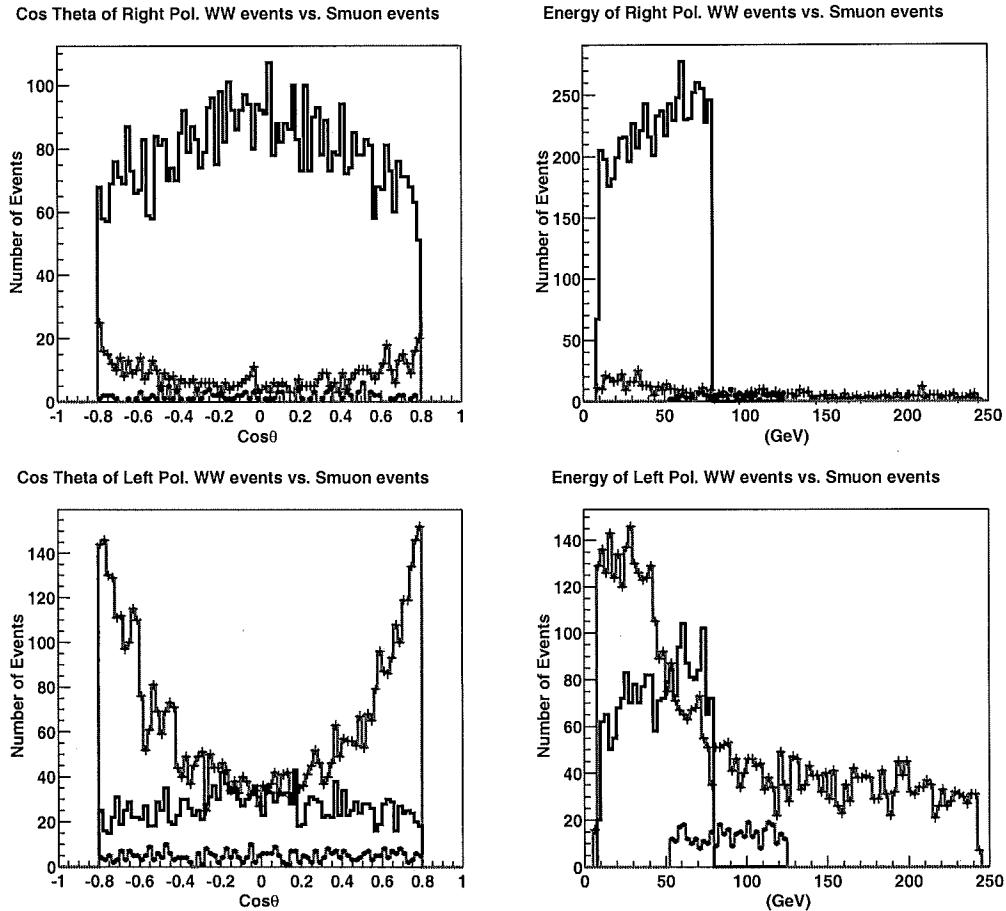 Cos Theta of Right Pol. WW events vs. Smuon events
Number of Events
100
80
60
40
20
0
-1 -0.8 -0.6 -0.4 -0.2 0 0.2 0.4 0.6 0.8 1
Cosθ
Energy of Right Pol. WW events vs. Smuon events
Number of Events
250
200
150
100
50
0
0 50 100 150 200 250
(GeV)
Cos Theta of Left Pol. WW events vs. Smuon events
Number of Events
140
120
100
80
60
40
20
0
-1 -0.8 -0.6 -0.4 -0.2 0 0.2 0.4 0.6 0.8 1
Cosθ
Energy of Left Pol. WW events vs. Smuon events
Number of Events
140
120
100
80
60
40
20
0
0 50 100 150 200 250
(GeV)